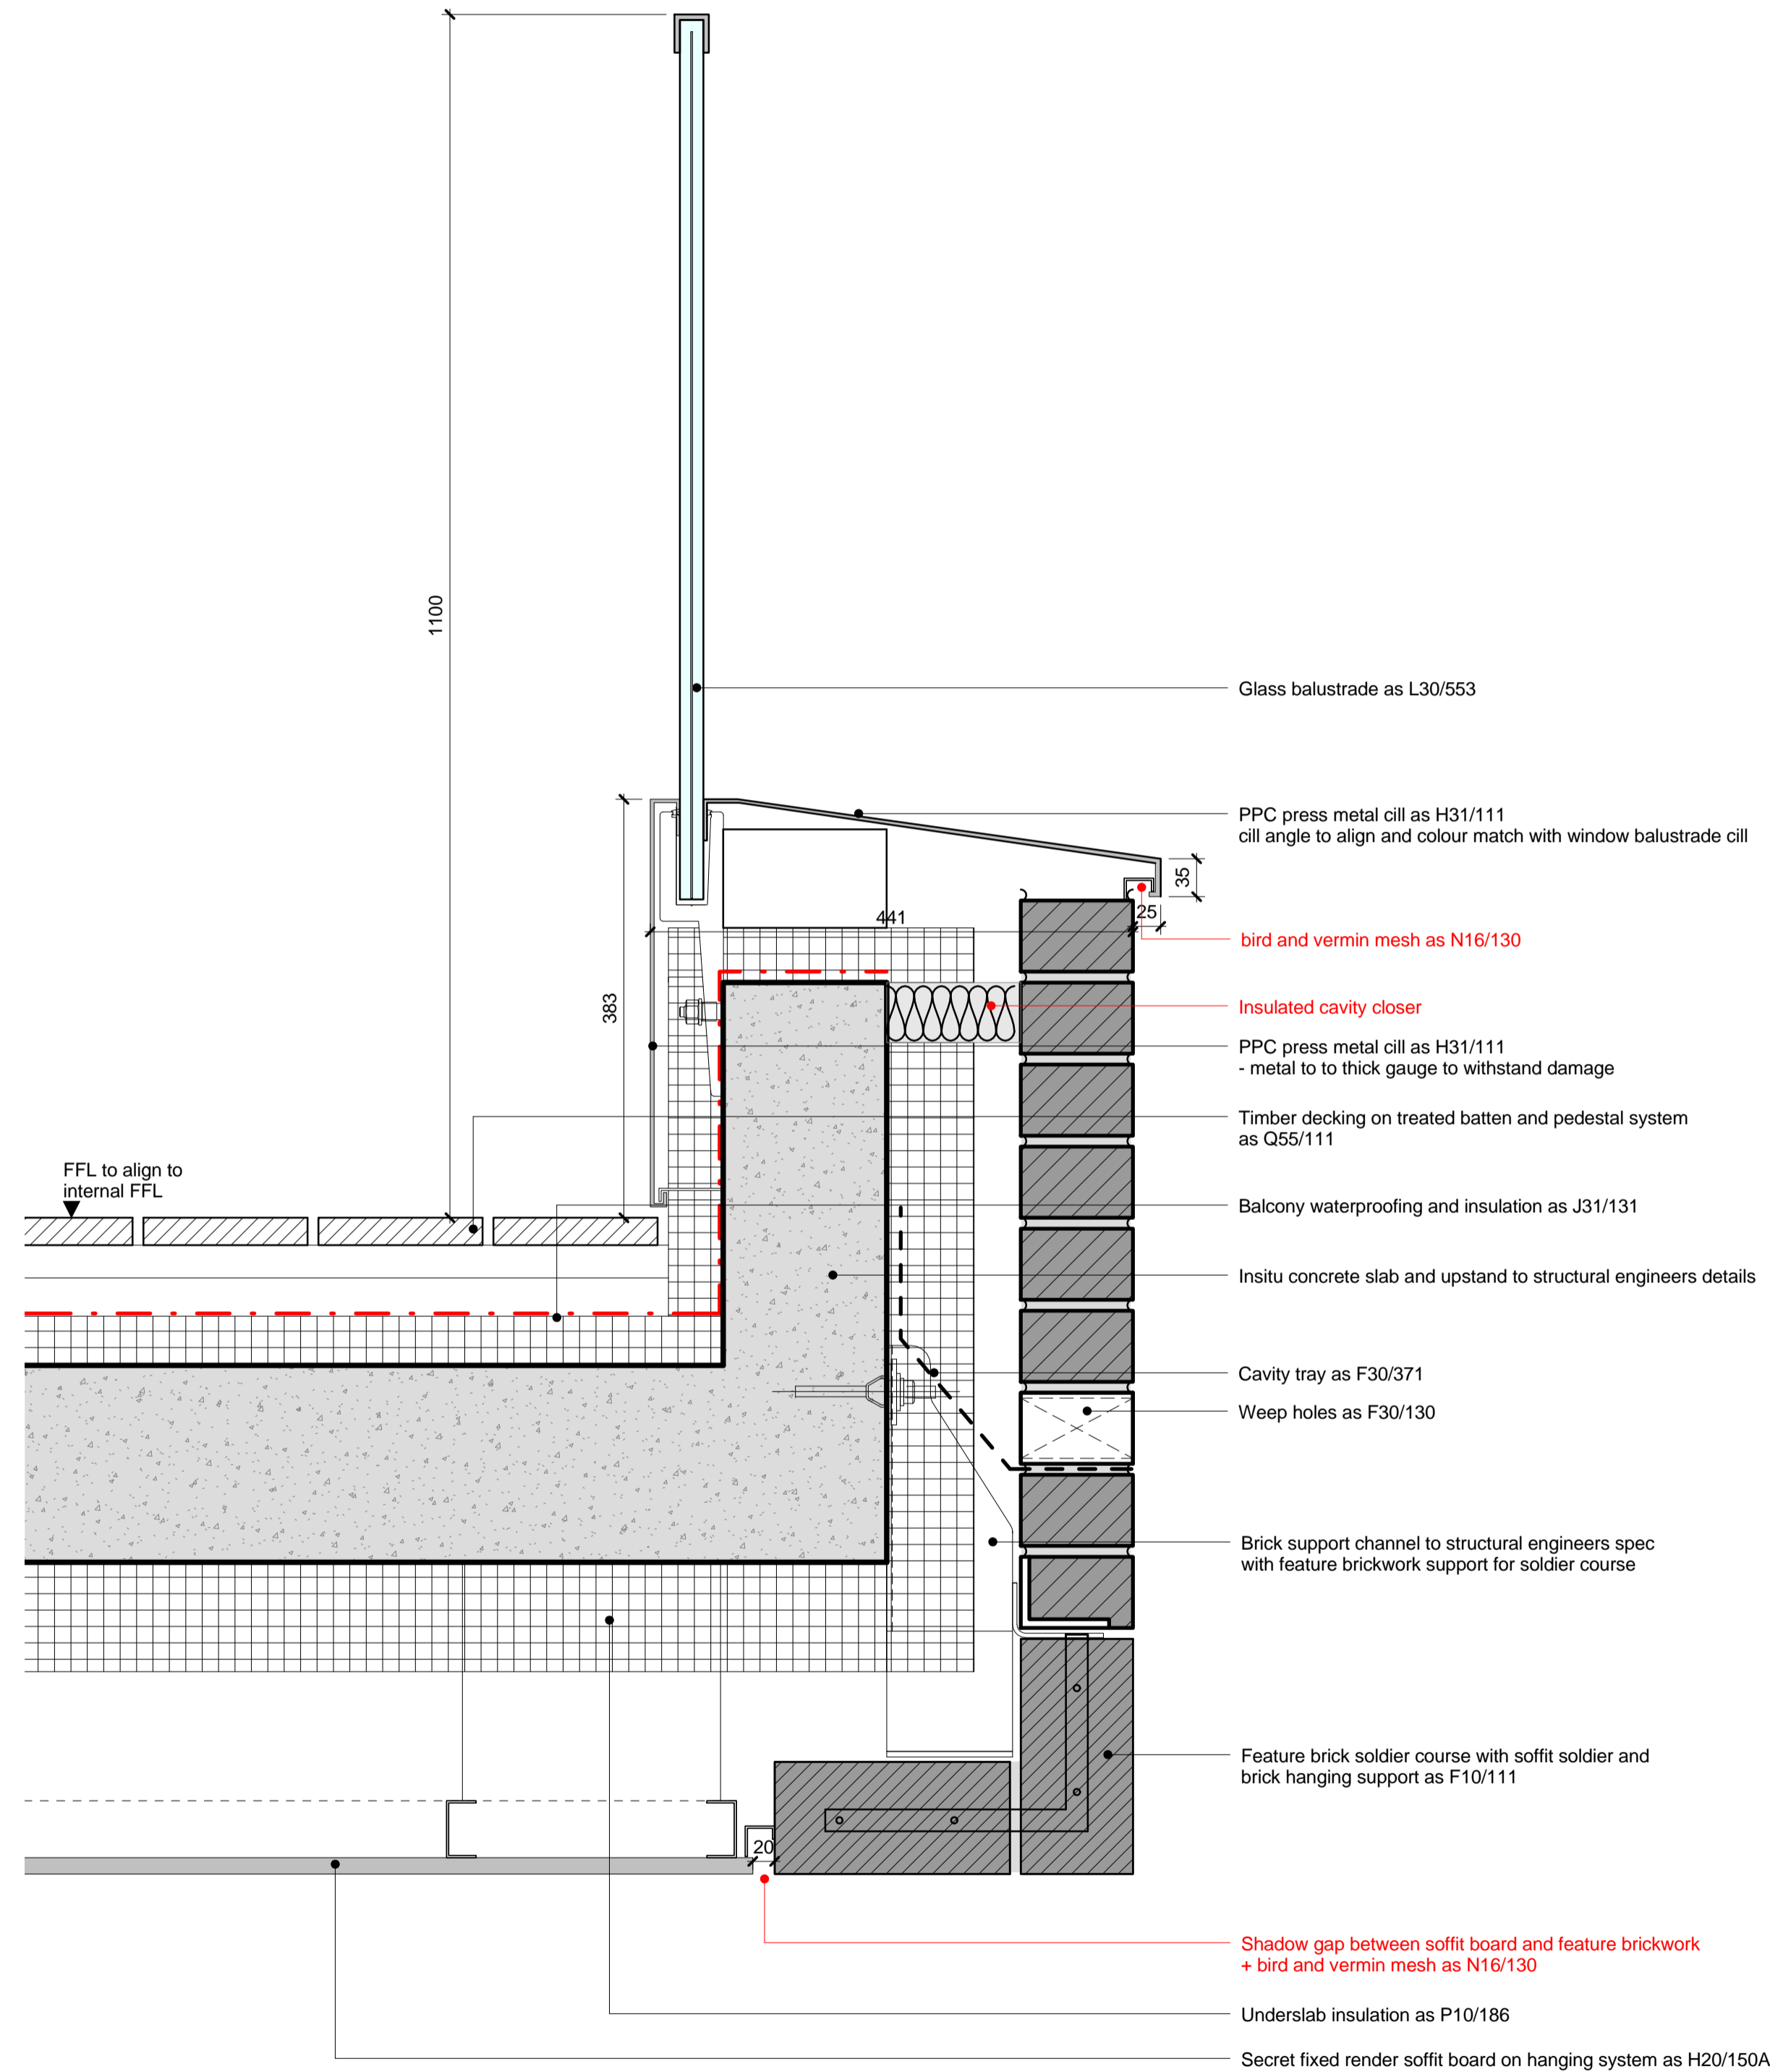 1100
Glass balustrade as L30/553
PPC press metal cill as H31/111
cill angle to align and colour match with window balustrade cill
35
25
441
bird and vermin mesh as N16/130
383
Insulated cavity closer
PPC press metal cill as H31/111
- metal to to thick gauge to withstand damage
Timber decking on treated batten and pedestal system
as Q55/111
FFL to align to
internal FFL
Balcony waterproofing and insulation as J31/131
Insitu concrete slab and upstand to structural engineers details
Cavity tray as F30/371
Weep holes as F30/130
Brick support channel to structural engineers spec
with feature brickwork support for soldier course
Feature brick soldier course with soffit soldier and
brick hanging support as F10/111
20
Shadow gap between soffit board and feature brickwork
+ bird and vermin mesh as N16/130
Underslab insulation as P10/186
Secret fixed render soffit board on hanging system as H20/150A